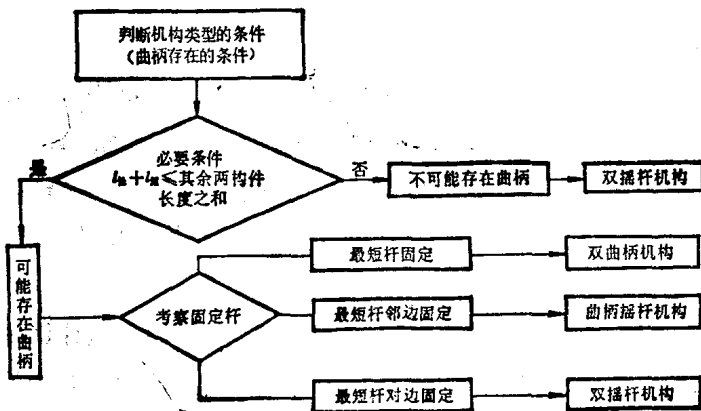 判断机构类型的条件
(曲柄存在的条件)
必要条件
l短+l长≤其余两构件
长度之和
是
否
不可能存在曲柄
双摇杆机构
可能存在曲柄
考察固定杆
最短杆固定
双曲柄机构
最短杆邻边固定
曲柄摇杆机构
最短杆对边固定
双摇杆机构